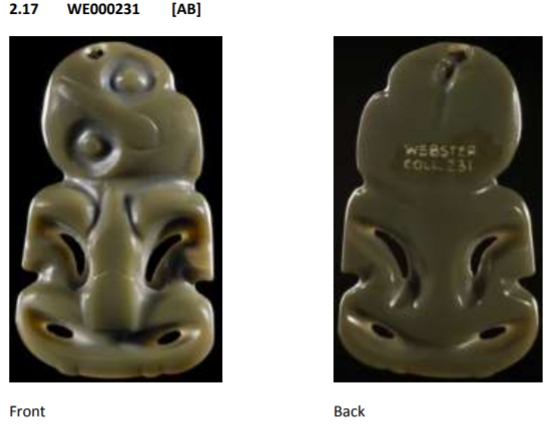 2.17 WE000231 [AB]
WEBSTER
COLL. 231
Front Back